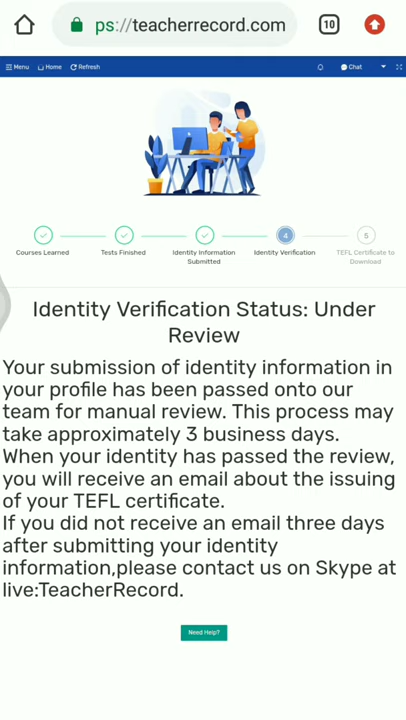 ps://teacherrecord.com
10
Menu Home Refresh Chat
4 5
Courses Learned Tests Finished Identity Information Identity Verification TEFL Certificate to
Submitted Download
Identity Verification Status: Under
Review
Your submission of identity information in
your profile has been passed onto our
team for manual review. This process may
take approximately 3 business days.
When your identity has passed the review,
you will receive an email about the issuing
of your TEFL certificate.
If you did not receive an email three days
after submitting your identity
information,please contact us on Skype at
live:TeacherRecord.
Need Help?